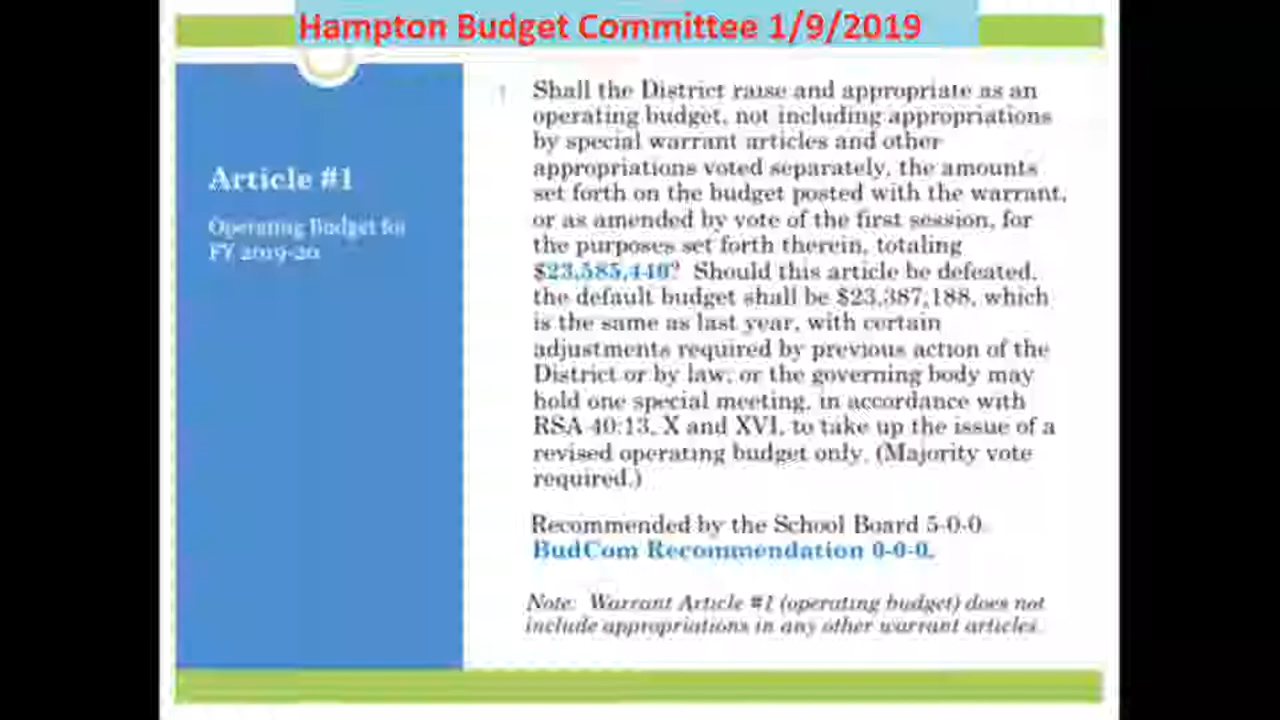 Hampton Budget Committee 1/9/2019
Article #1
Operating Budget for
FY 2019-20
Shall the District raise and appropriate as an
operating budget, not including appropriations
by special warrant articles and other
appropriations voted separately, the amounts
set forth on the budget posted with the warrant,
or as amended by vote of the first session, for
the purposes set forth therein, totaling
$23,585,440? Should this article be defeated,
the default budget shall be $23,387,188, which
is the same as last year, with certain
adjustments required by previous action of the
District or by law; or the governing body may
hold one special meeting, in accordance with
RSA 40:13, X and XVI, to take up the issue of a
revised operating budget only. (Majority vote
required.)
Recommended by the School Board 5-0-0.
BudCom Recommendation 0-0-0.
Note: Warrant Article #1 (operating budget) does not
include appropriations in any other warrant articles.